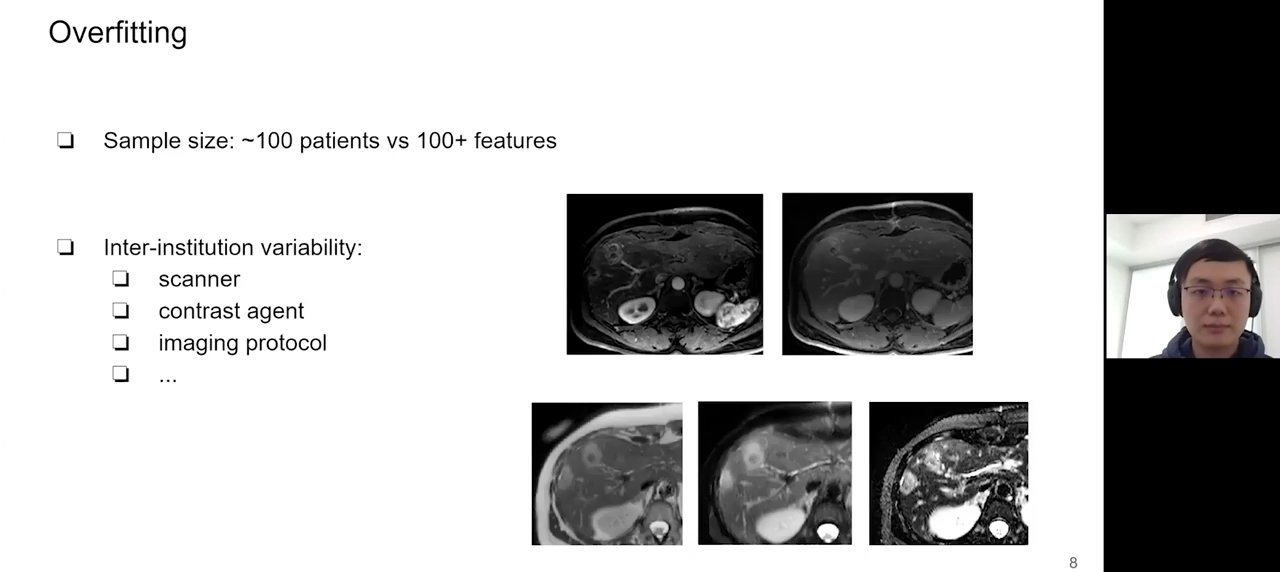 Overfitting
❏ Sample size: ~100 patients vs 100+ features
❏ Inter-institution variability:
❏ scanner
❏ contrast agent
❏ imaging protocol
❏ ...
8